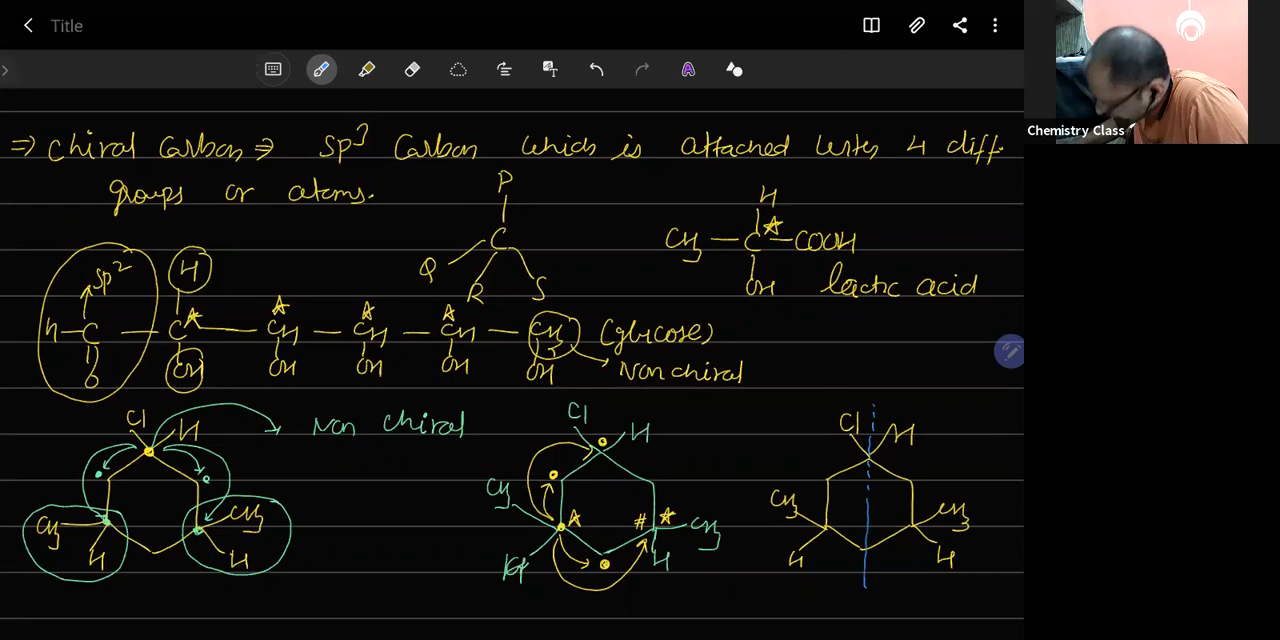 Title
Chemistry Class
⇒ Chiral Carbon ⇒ sp3 Carbon which is attached with 4 diff.
groups or atoms.
P
C
Q
R
S
H
CH3 – C* – COOH
OH
lactic acid
sp2
H
H – C – C* – CH – CH – CH – CH2 (glucose)
O
OH
OH
OH
OH
OH
Non chiral
Cl
H
Non chiral
CH3
H
CH3
H
Cl
H
CH3
H
#
CH3
H
Cl
H
CH3
H
CH3
H